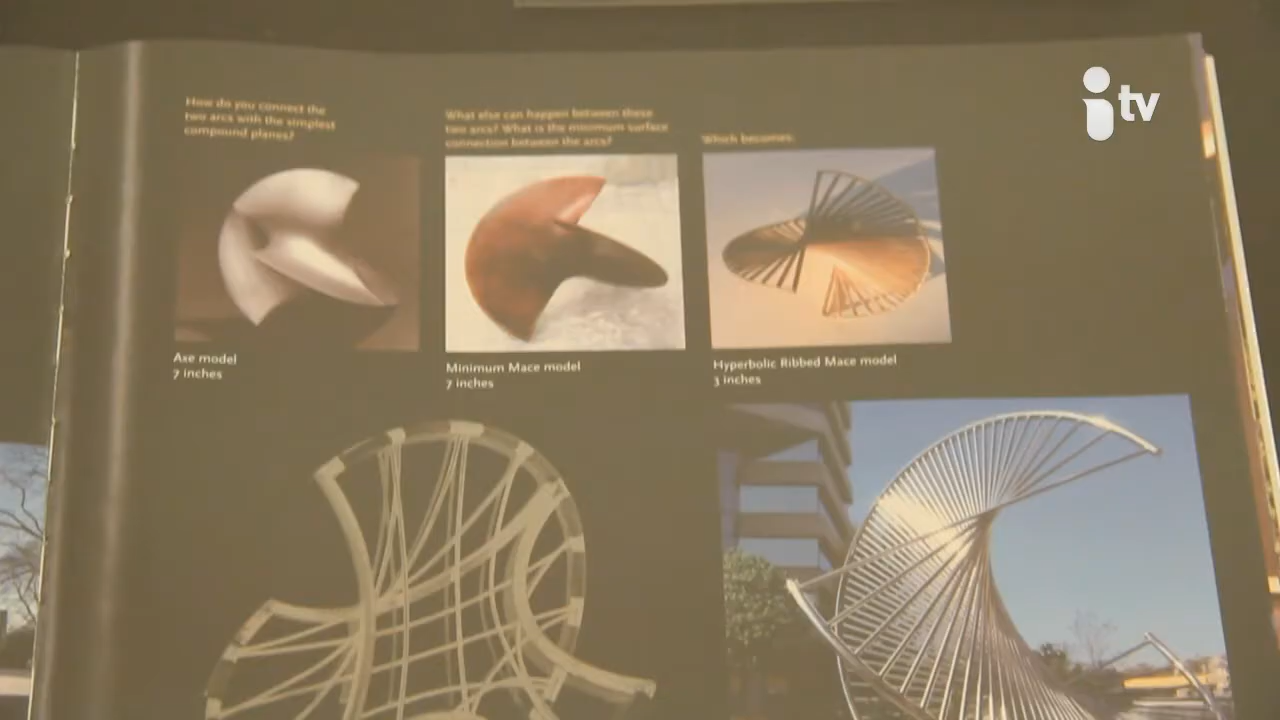 How do you connect the
two arcs with the simplest
compound planes?
What else can happen between these
two arcs? What is the minimum surface
connection between the arcs?
Which becomes:
Axe model
7 inches
Minimum Mace model
7 inches
Hyperbolic Ribbed Mace model
3 inches
itv